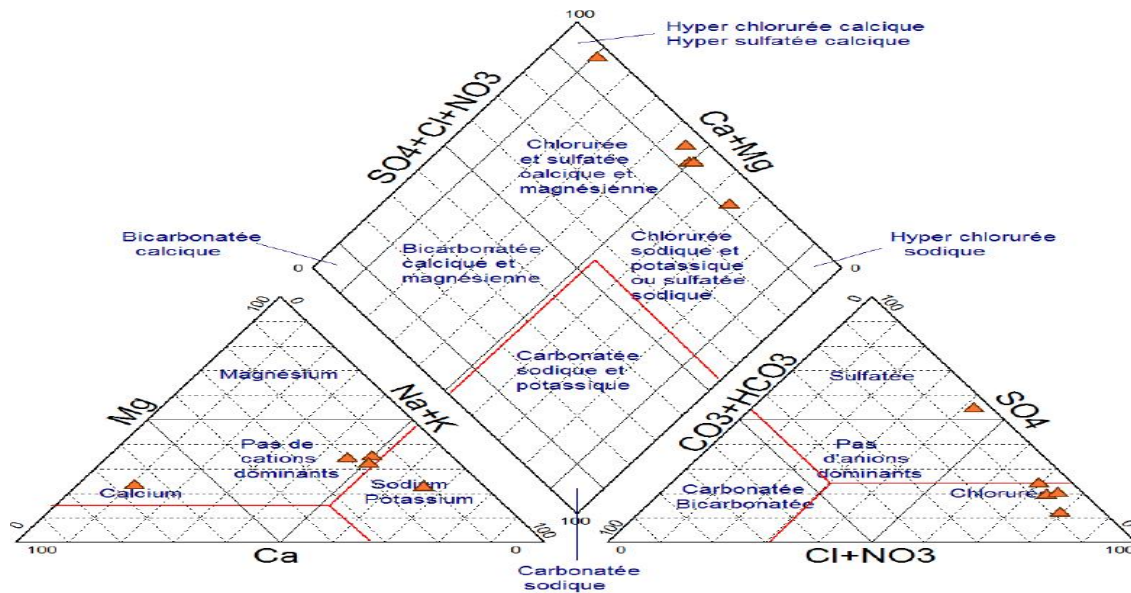 100
Hyper chlorurée calcique
Hyper sulfatée calcique
SO4+Cl+NO3
Ca+Mg
Chlorurée
et sulfatée
calcique et
magnésienne
Bicarbonatée
calcique
Bicarbonatée
calcique et
magnésienne
Chlorurée
sodique et
potassique
ou sulfatée
sodique
Hyper chlorurée
sodique
0
0
Carbonatée
sodique et
potassique
100
Carbonatée
sodique
100
0
Magnésium
Mg
Na+K
Pas de
cations
dominants
Calcium
Sodium
Potassium
0
100
100
0
Ca
0
100
Sulfatée
CO3+HCO3
SO4
Pas
d'anions
dominants
Carbonatée
Bicarbonatée
Chlorurée
100
0
0
100
Cl+NO3